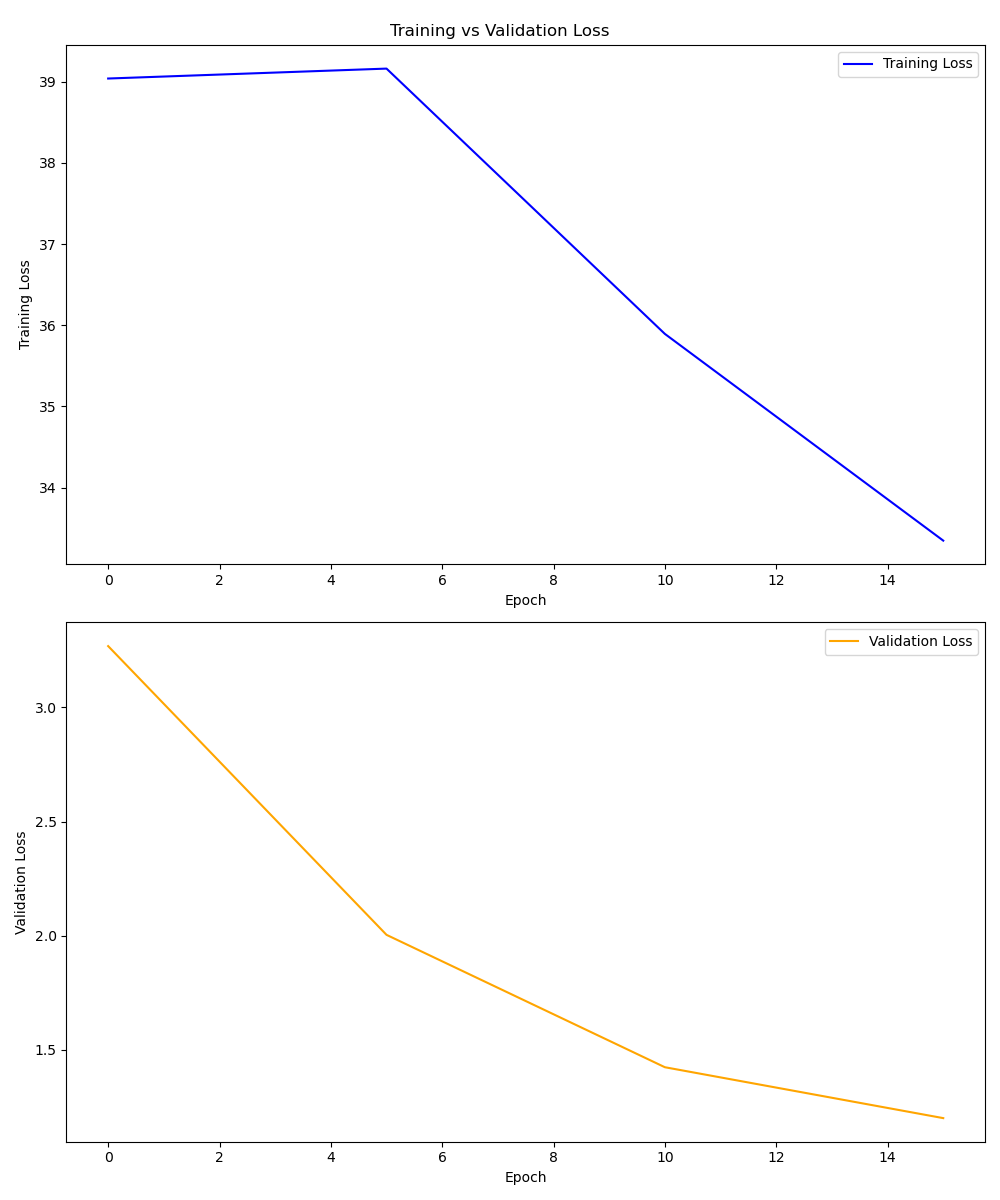 Training vs Validation Loss
Training Loss
39
38
37
36
35
34
Training Loss
0 2 4 6 8 10 12 14
Epoch
Validation Loss
3.0
2.5
2.0
1.5
Validation Loss
0 2 4 6 8 10 12 14
Epoch